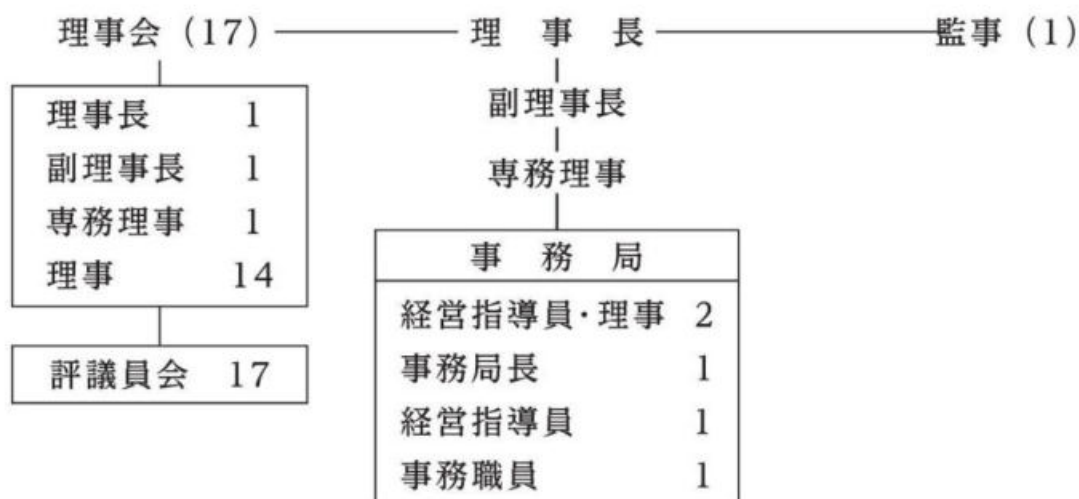 理事会（17） 理事長 監事（1）
副理事長
専務理事
理事長 1
副理事長 1
専務理事 1
理事 14
評議員会 17
事務局
経営指導員・理事 2
事務局長 1
経営指導員 1
事務職員 1